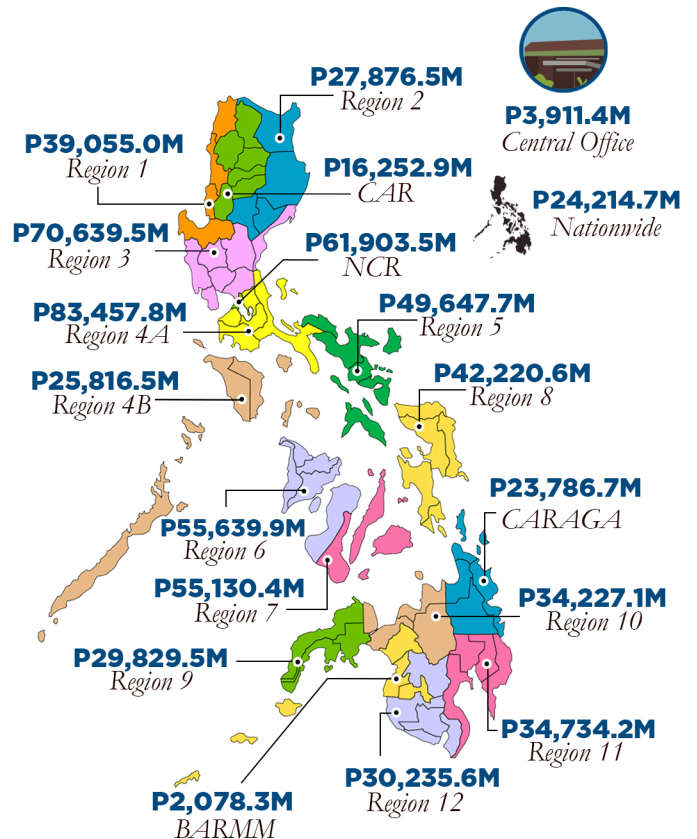 P27,876.5M
Region 2
P3,911.4M
Central Office
P39,055.0M
Region 1
P16,252.9M
CAR
P24,214.7M
Nationwide
P70,639.5M
Region 3
P61,903.5M
NCR
P83,457.8M
Region 4A
P49,647.7M
Region 5
P25,816.5M
Region 4B
P42,220.6M
Region 8
P23,786.7M
CARAGA
P55,639.9M
Region 6
P55,130.4M
Region 7
P34,227.1M
Region 10
P29,829.5M
Region 9
P34,734.2M
Region 11
P30,235.6M
Region 12
P2,078.3M
BARMM